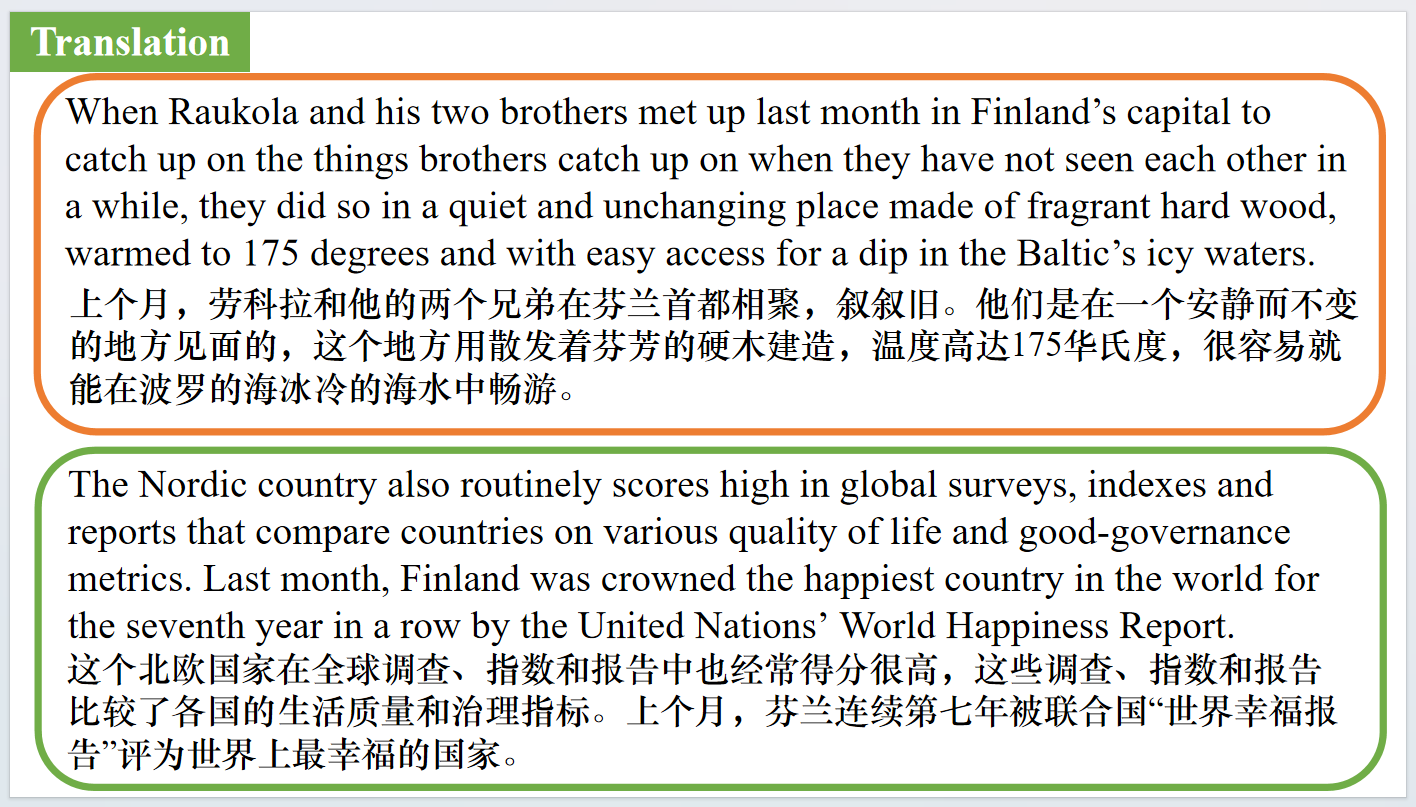 Translation
When Raukola and his two brothers met up last month in Finland’s capital to
catch up on the things brothers catch up on when they have not seen each other in
a while, they did so in a quiet and unchanging place made of fragrant hard wood,
warmed to 175 degrees and with easy access for a dip in the Baltic’s icy waters.
上个月，劳科拉和他的两个兄弟在芬兰首都相聚，叙叙旧。他们是在一个安静而不变
的地方见面的，这个地方用散发着芬芳的硬木建造，温度高达175华氏度，很容易就
能在波罗的海冰冷的海水中畅游。
The Nordic country also routinely scores high in global surveys, indexes and
reports that compare countries on various quality of life and good-governance
metrics. Last month, Finland was crowned the happiest country in the world for
the seventh year in a row by the United Nations’ World Happiness Report.
这个北欧国家在全球调查、指数和报告中也经常得分很高，这些调查、指数和报告
比较了各国的生活质量和治理指标。上个月，芬兰连续第七年被联合国“世界幸福报
告”评为世界上最幸福的国家。